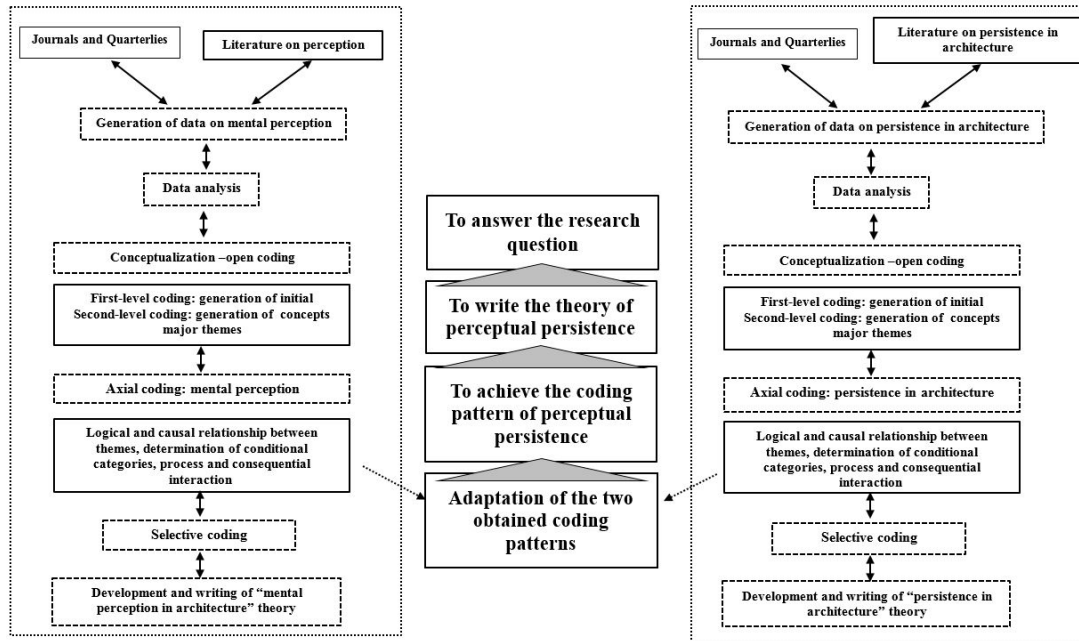 Journals and Quarterlies
Literature on perception
Generation of data on mental perception
Data analysis
Conceptualization –open coding
First-level coding: generation of initial
Second-level coding: generation of concepts
major themes
Axial coding: mental perception
Logical and causal relationship between
themes, determination of conditional
categories, process and consequential
interaction
Selective coding
Development and writing of “mental
perception in architecture” theory
To answer the research
question
To write the theory of
perceptual persistence
To achieve the coding
pattern of perceptual
persistence
Adaptation of the two
obtained coding
patterns
Journals and Quarterlies
Literature on persistence in
architecture
Generation of data on persistence in architecture
Data analysis
Conceptualization –open coding
First-level coding: generation of initial
Second-level coding: generation of concepts
major themes
Axial coding: persistence in architecture
Logical and causal relationship between
themes, determination of conditional
categories, process and consequential
interaction
Selective coding
Development and writing of “persistence in
architecture” theory